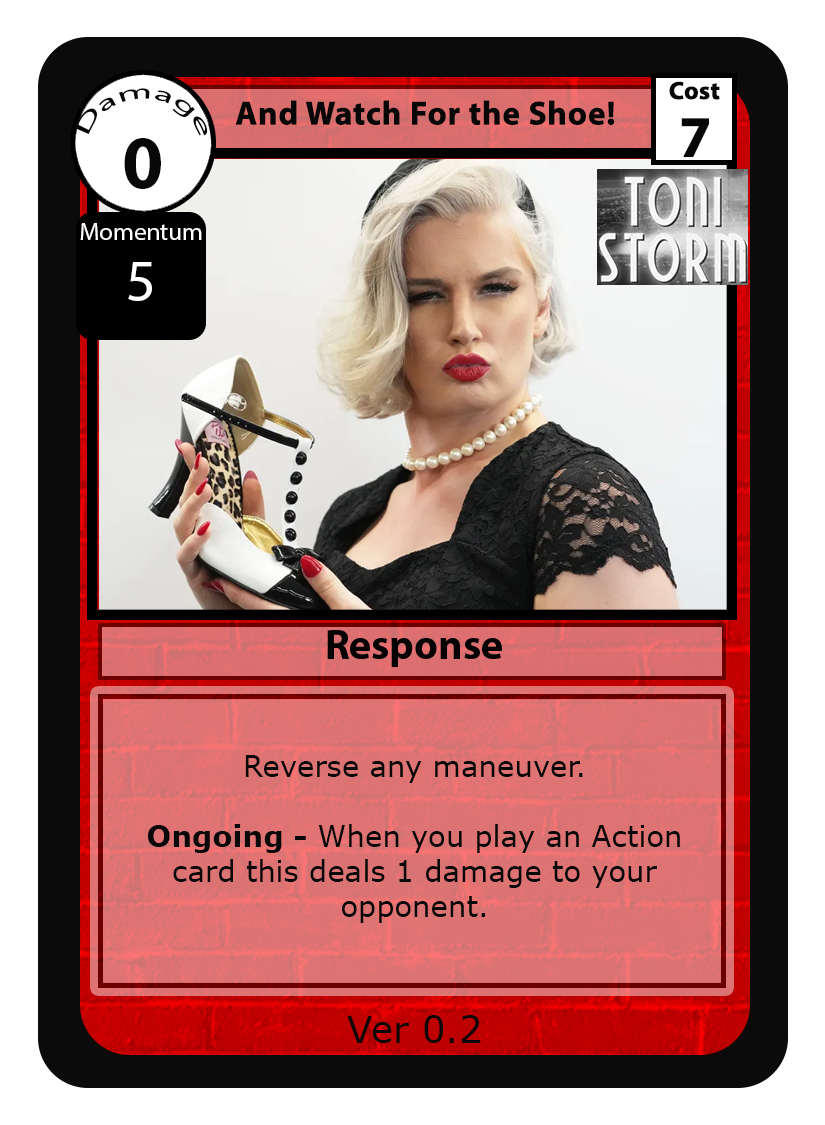 Damage
0
And Watch For the Shoe!
Cost
7
Momentum
5
TONI
STORM
Response
Reverse any maneuver.
Ongoing - When you play an Action
card this deals 1 damage to your
opponent.
Ver 0.2